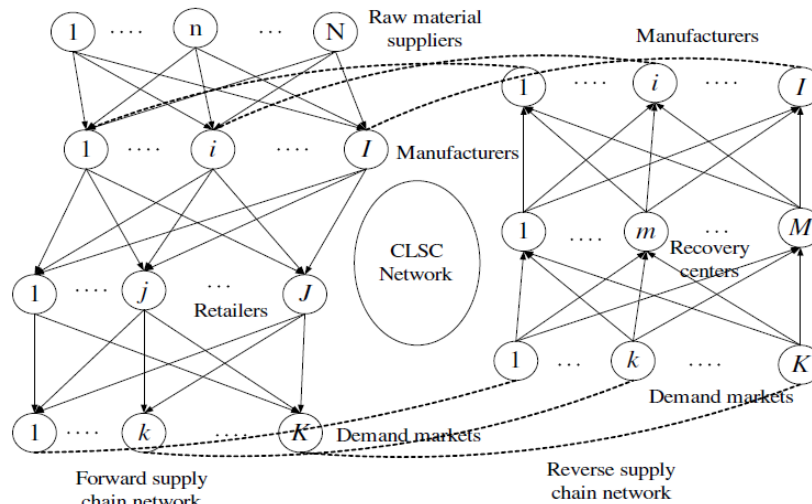 1 .... n .... N
Raw material
suppliers
Manufacturers
1 .... i .... I
1 .... i .... I
Manufacturers
CLSC
Network
1 .... m ... M
Recovery
centers
1 .... j ... J
Retailers
1 ... k .... K
Demand markets
1 .... k .... K
Demand markets
Forward supply
chain network
Reverse supply
chain network